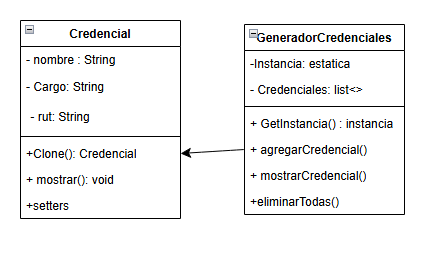 Credencial
- nombre : String
- Cargo: String
- rut: String
+Clone(): Credencial
+ mostrar(): void
+setters
GeneradorCredenciales
-Instancia: estatica
- Credenciales: list<>
+ GetInstancia() : instancia
+ agregarCredencial()
+ mostrarCredencial()
+eliminarTodas()